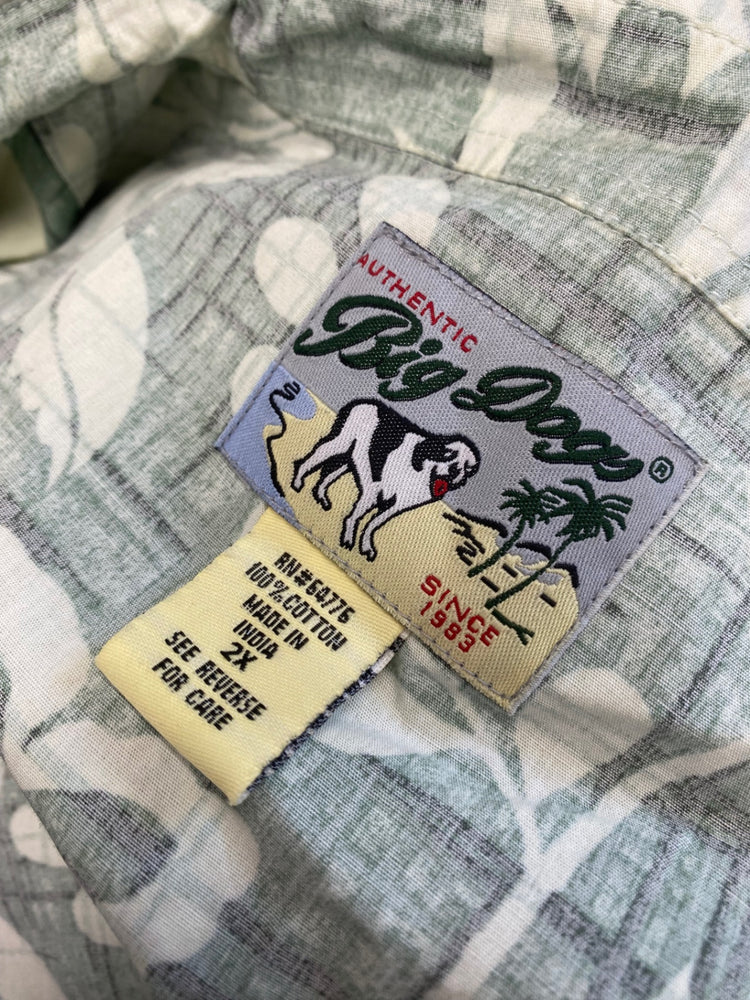 AUTHENTIC
Big Dogs®
SINCE
1983
RN#64776
100%COTTON
MADE IN
INDIA
2X
SEE REVERSE
FOR CARE